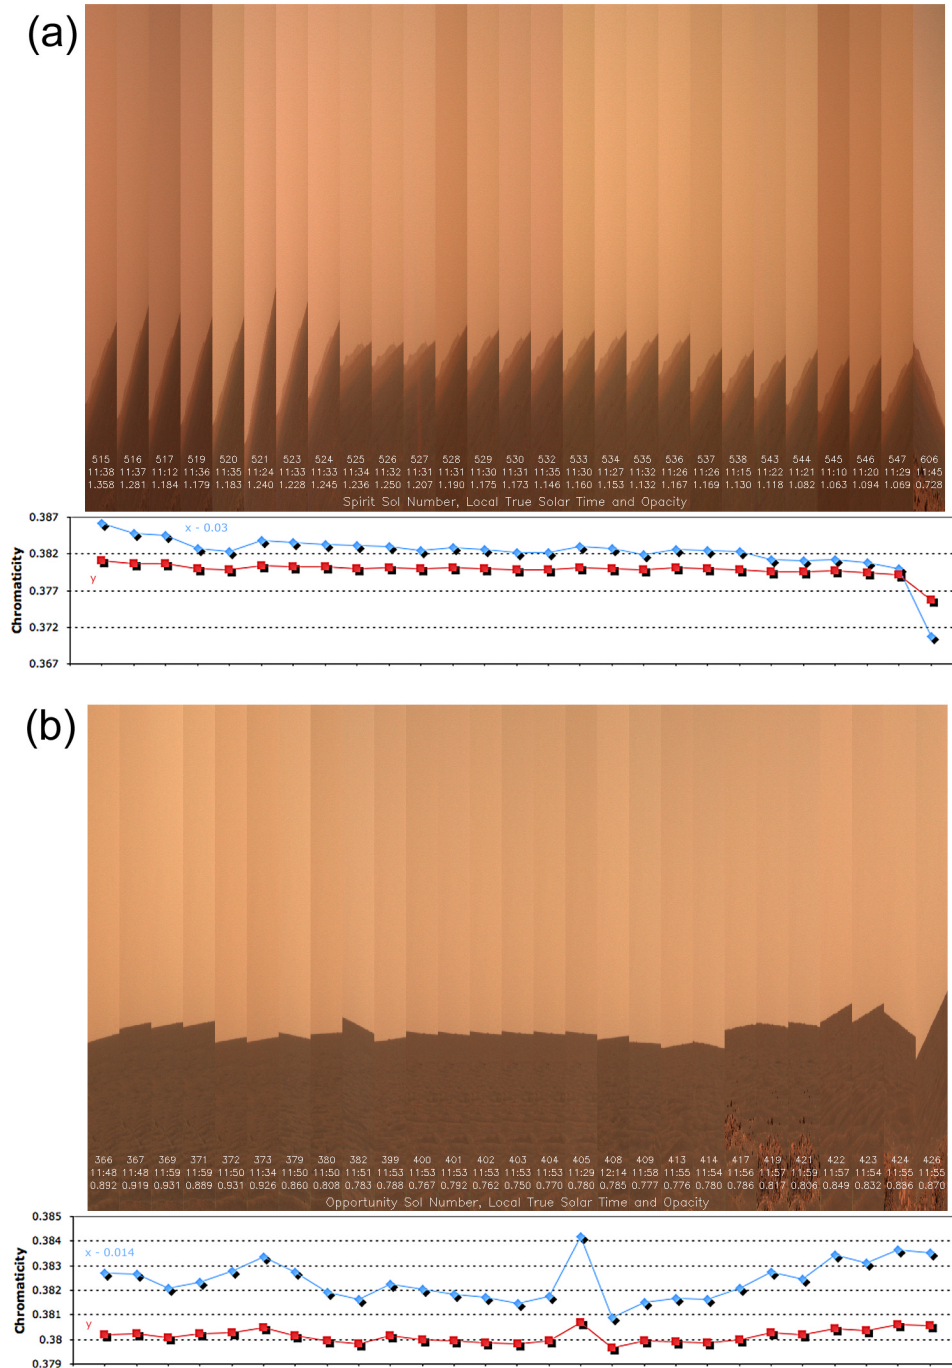 (a)
515 516 517 519 520 521 523 524 525 526 527 528 529 530 532 533 534 535 536 537 538 543 544 545 546 547 606
11:38 11:37 11:12 11:36 11:35 11:24 11:33 11:33 11:34 11:32 11:31 11:31 11:30 11:31 11:35 11:30 11:27 11:32 11:26 11:26 11:15 11:22 11:21 11:10 11:20 11:29 11:45
1.358 1.281 1.184 1.179 1.183 1.240 1.228 1.245 1.236 1.250 1.207 1.190 1.175 1.173 1.146 1.160 1.153 1.132 1.167 1.169 1.130 1.118 1.082 1.063 1.094 1.069 0.728
Spirit Sol Number, Local True Solar Time and Opacity
Chromaticity
0.387
x - 0.03
0.382
y
0.377
0.372
0.367
(b)
366 367 369 371 372 373 379 380 382 399 400 401 402 403 404 405 408 409 413 414 417 419 421 422 423 424 426
11:48 11:48 11:59 11:59 11:50 11:34 11:50 11:50 11:51 11:53 11:53 11:53 11:53 11:53 11:53 11:29 12:14 11:58 11:55 11:54 11:56 11:57 11:59 11:57 11:54 11:55 11:55
0.892 0.919 0.931 0.889 0.931 0.926 0.860 0.808 0.783 0.788 0.767 0.792 0.762 0.750 0.770 0.780 0.785 0.777 0.776 0.780 0.786 0.817 0.806 0.849 0.832 0.836 0.870
Opportunity Sol Number, Local True Solar Time and Opacity
Chromaticity
0.385
0.384
x - 0.014
0.383
0.382
0.381
y
0.38
0.379